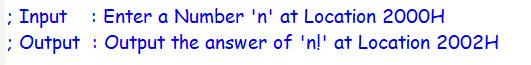 ; Input : Enter a Number 'n' at Location 2000H
; Output : Output the answer of 'n!' at Location 2002H